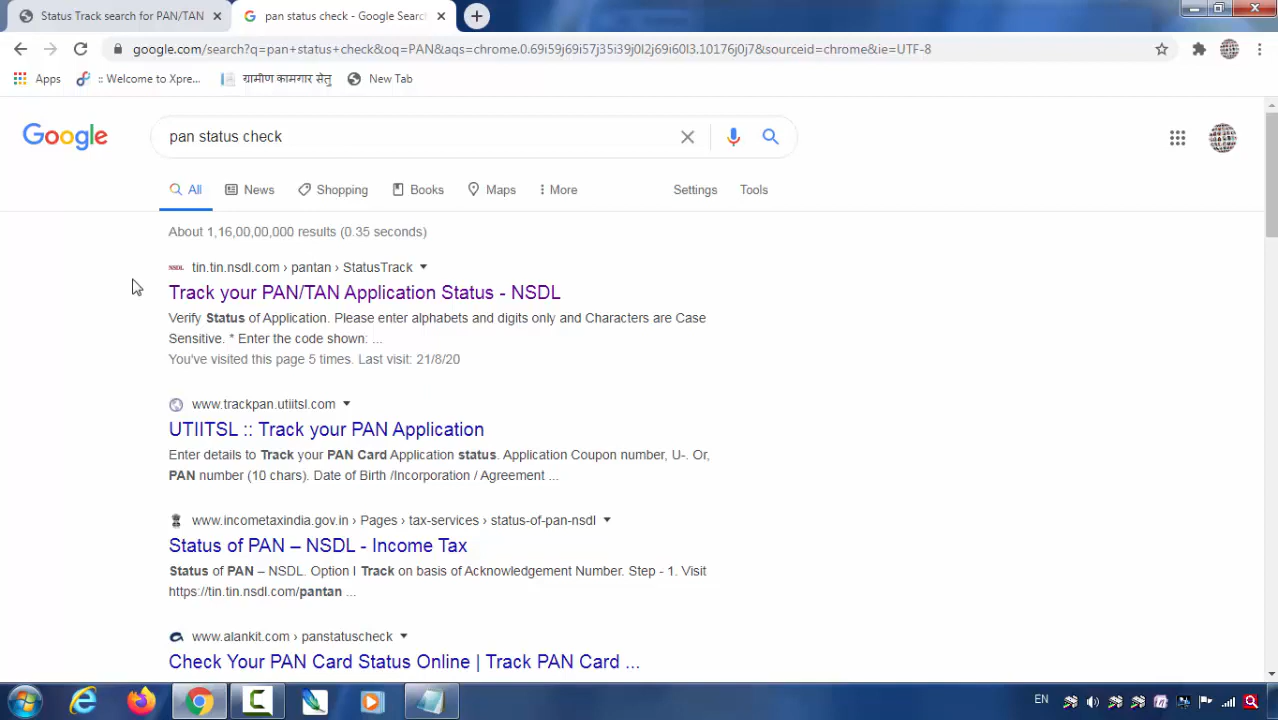 Status Track search for PAN/TAN
pan status check - Google Searc
google.com/search?q=pan+status+check&oq=PAN&aqs=chrome.0.69i59j69i57j35i39j0l2j69i60l3.10176j0j7&sourceid=chrome&ie=UTF-8
Apps
:: Welcome to Xpre...
ग्रामीण कामगार सेतु
New Tab
Google
pan status check
All
News
Shopping
Books
Maps
More
Settings
Tools
About 1,16,00,00,000 results (0.35 seconds)
NSDL tin.tin.nsdl.com › pantan › StatusTrack
Track your PAN/TAN Application Status - NSDL
Verify Status of Application. Please enter alphabets and digits only and Characters are Case
Sensitive. * Enter the code shown: ...
You've visited this page 5 times. Last visit: 21/8/20
www.trackpan.utiitsl.com
UTIITSL :: Track your PAN Application
Enter details to Track your PAN Card Application status. Application Coupon number, U-. Or,
PAN number (10 chars). Date of Birth /Incorporation / Agreement ...
www.incometaxindia.gov.in › Pages › tax-services › status-of-pan-nsdl
Status of PAN – NSDL - Income Tax
Status of PAN – NSDL. Option I Track on basis of Acknowledgement Number. Step - 1. Visit
https://tin.tin.nsdl.com/pantan ...
www.alankit.com › panstatuscheck
Check Your PAN Card Status Online | Track PAN Card ...
EN